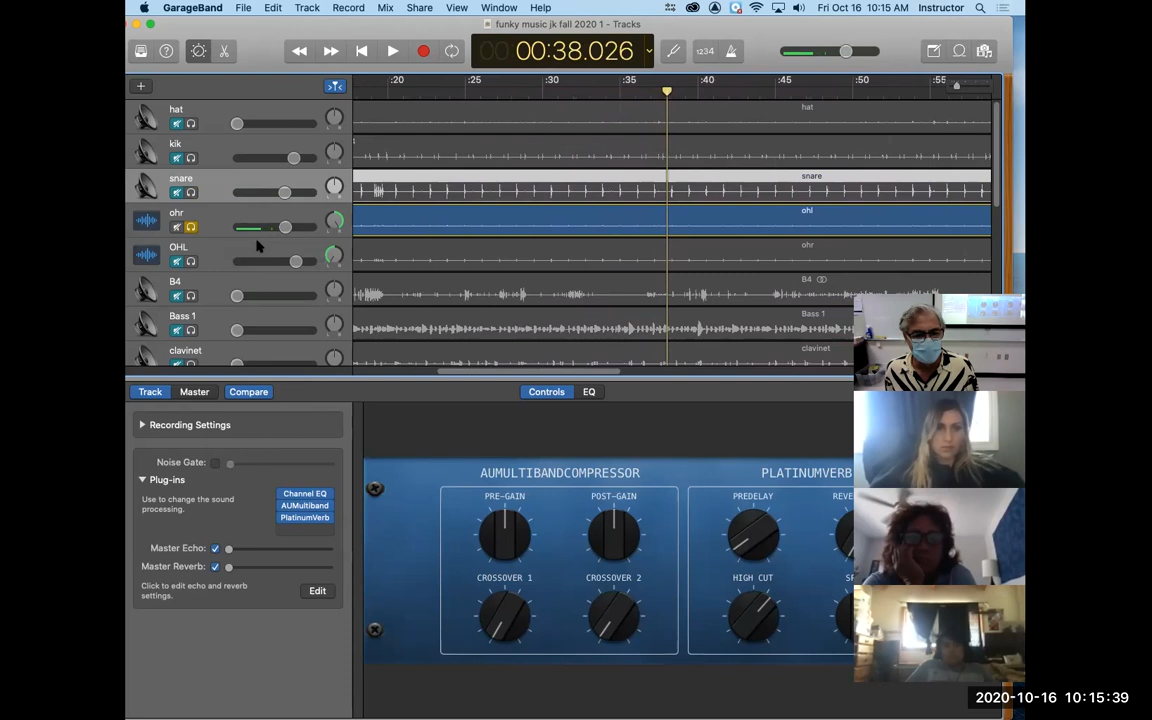 GarageBand File Edit Track Record Mix Share View Window Help Fri Oct 16 10:15 AM Instructor
funky music jk fall 2020 1 - Tracks
00:38.026
1234
:20 :25 :30 :35 :40 :45 :50 :55
hat
hat
kik
snare
snare
ohr
ohl
L R
OHL
ohr
B4
B4
Bass 1
Bass 1
clavinet
clavinet
Track Master Compare Controls EQ
Recording Settings
Noise Gate:
Plug-ins
Use to change the sound processing.
Channel EQ
AUMultiband
PlatinumVerb
Master Echo:
Master Reverb:
Click to edit echo and reverb settings.
Edit
AUMULTIBANDCOMPRESSOR PLATINUMVERB
PRE-GAIN POST-GAIN PREDELAY REVE
CROSSOVER 1 CROSSOVER 2 HIGH CUT
2020-10-16 10:15:39